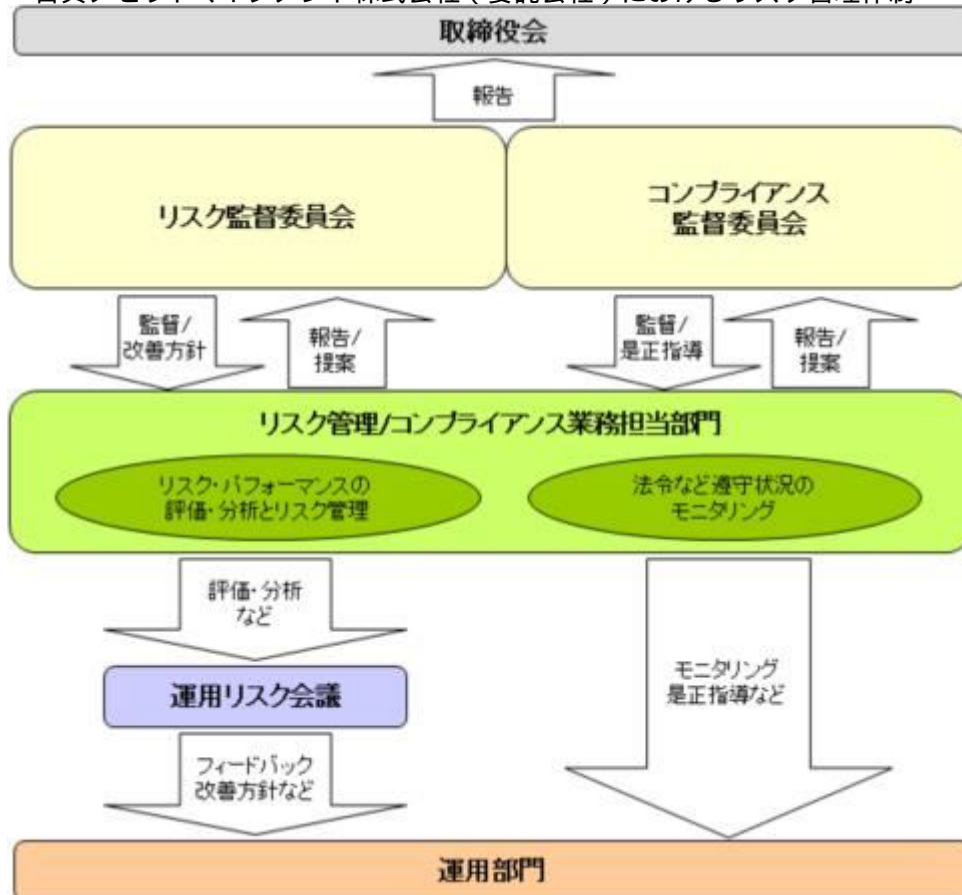 取締役会
報告
リスク監督委員会
コンプライアンス
監督委員会
監督/
改善方針
報告/
提案
監督/
是正指導
報告/
提案
リスク管理/コンプライアンス業務担当部門
リスク・パフォーマンスの
評価・分析とリスク管理
法令など遵守状況の
モニタリング
評価・分析
など
運用リスク会議
モニタリング
是正指導など
フィードバック
改善方針など
運用部門